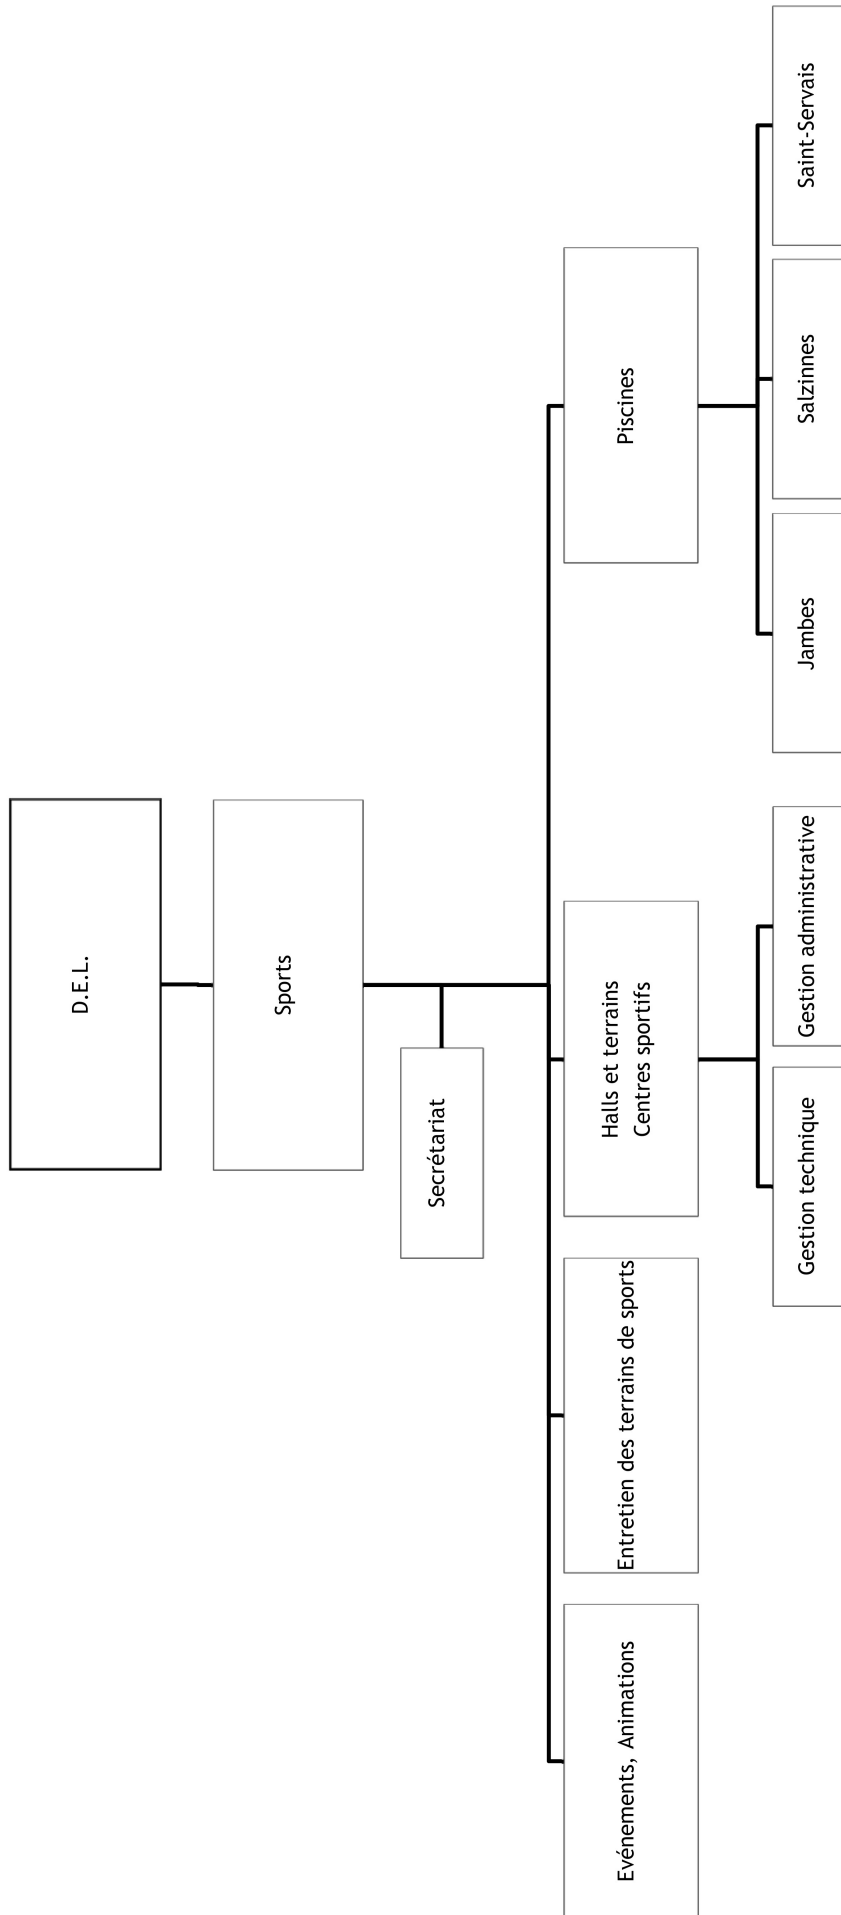 D.E.L.
Sports
Secrétariat
Evénements, Animations
Entretien des terrains de sports
Halls et terrains
Centres sportifs
Piscines
Gestion technique
Gestion administrative
Jambes
Salzinnes
Saint-Servais